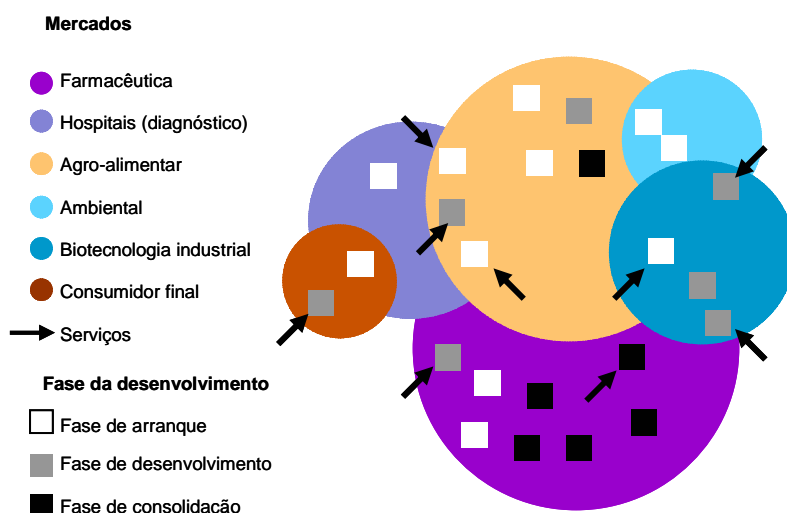 Mercados
Farmacêutica
Hospitais (diagnóstico)
Agro-alimentar
Ambiental
Biotecnologia industrial
Consumidor final
Serviços
Fase da desenvolvimento
Fase de arranque
Fase de desenvolvimento
Fase de consolidação